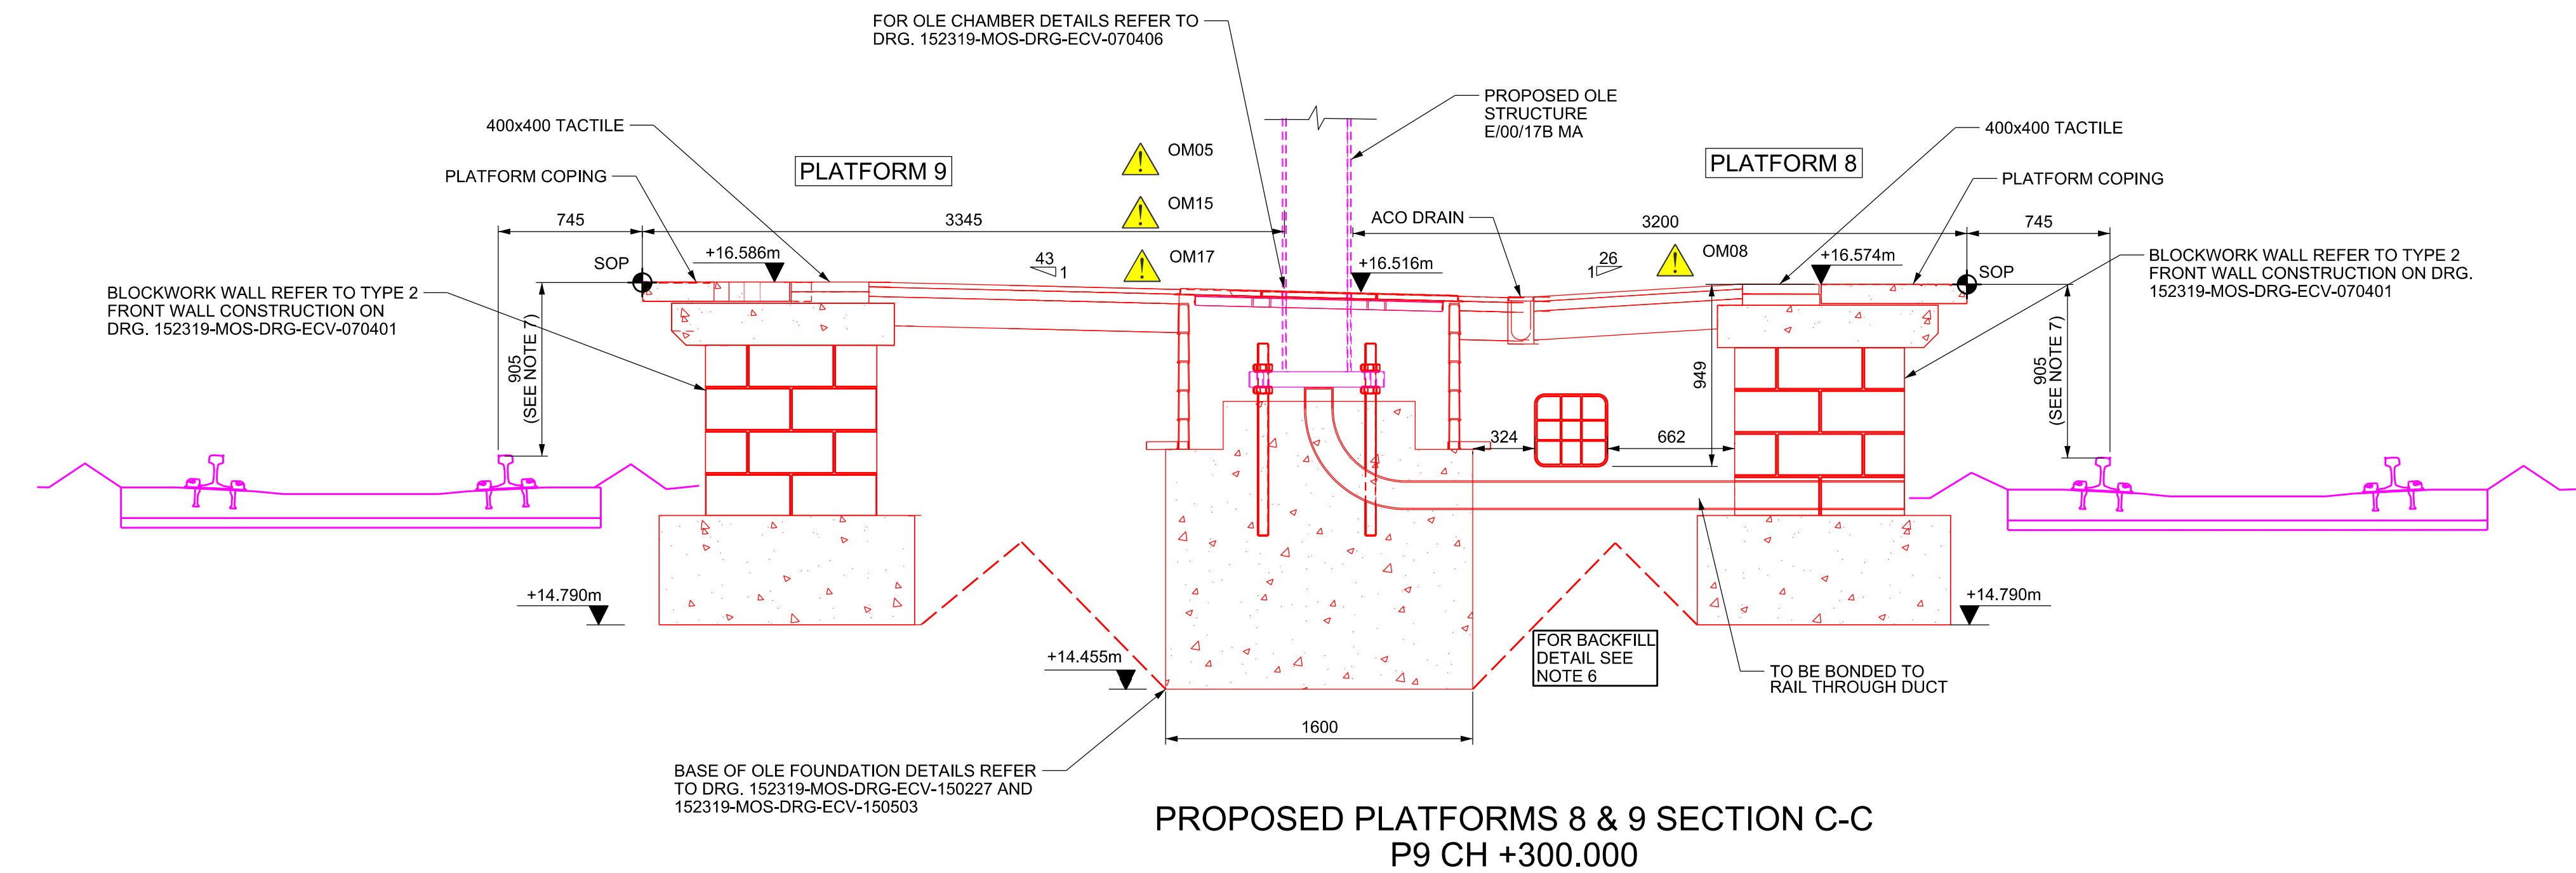 FOR OLE CHAMBER DETAILS REFER TO
DRG. 152319-MOS-DRG-ECV-070406
PROPOSED OLE
STRUCTURE
E/00/17B MA
400x400 TACTILE
PLATFORM COPING
PLATFORM 9
OM05
OM15
OM17
PLATFORM 8
400x400 TACTILE
PLATFORM COPING
745
3345
ACO DRAIN
3200
745
SOP
+16.586m
43
1
+16.516m
26
1
OM08
+16.574m
SOP
BLOCKWORK WALL REFER TO TYPE 2
FRONT WALL CONSTRUCTION ON
DRG. 152319-MOS-DRG-ECV-070401
BLOCKWORK WALL REFER TO TYPE 2
FRONT WALL CONSTRUCTION ON DRG.
152319-MOS-DRG-ECV-070401
905
(SEE NOTE 7)
949
905
(SEE NOTE 7)
324
662
+14.790m
+14.790m
+14.455m
FOR BACKFILL
DETAIL SEE
NOTE 6
TO BE BONDED TO
RAIL THROUGH DUCT
1600
BASE OF OLE FOUNDATION DETAILS REFER
TO DRG. 152319-MOS-DRG-ECV-150227 AND
152319-MOS-DRG-ECV-150503
PROPOSED PLATFORMS 8 & 9 SECTION C-C
P9 CH +300.000